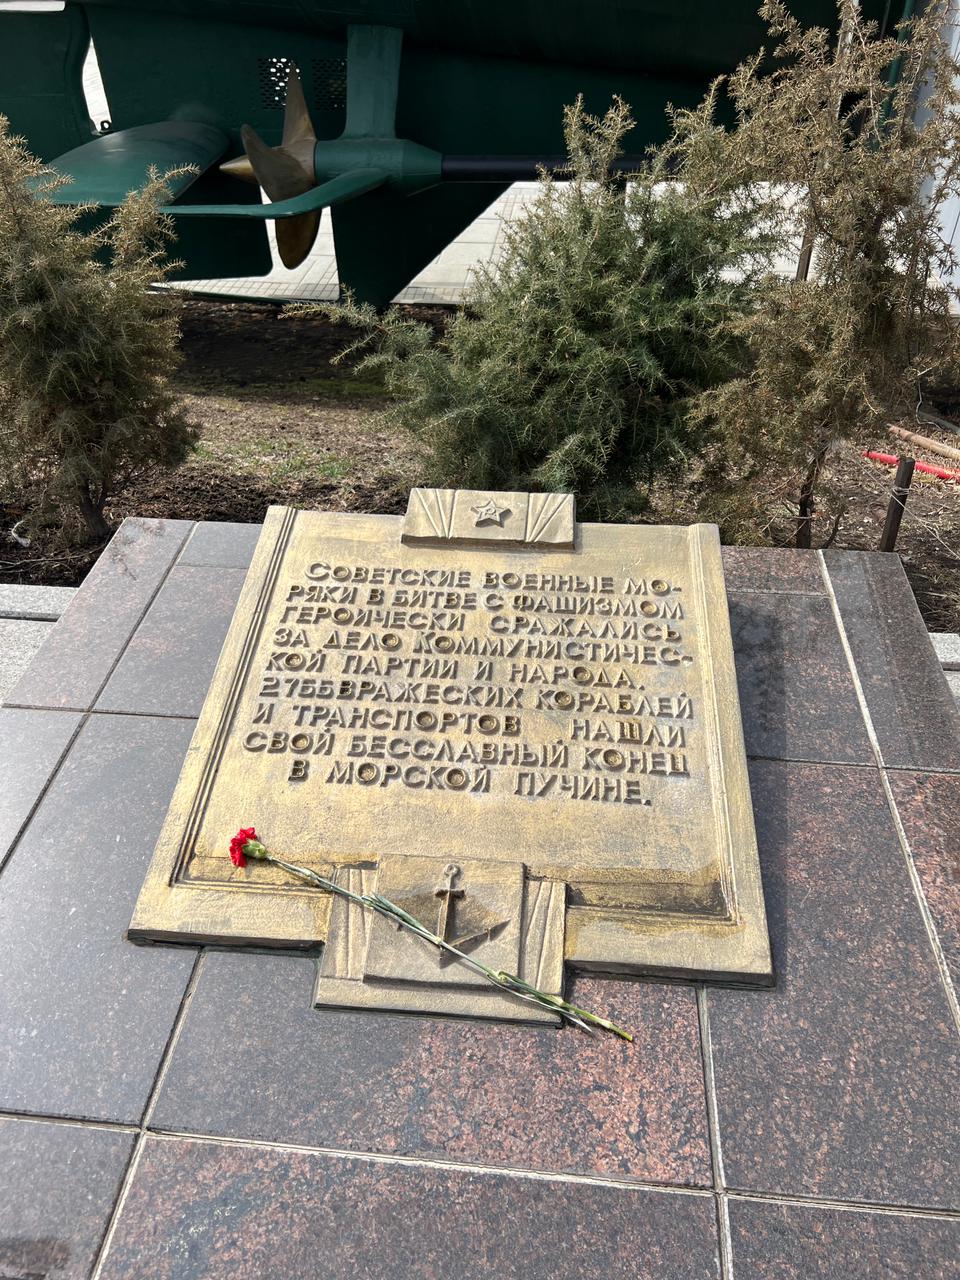 СОВЕТСКИЕ ВОЕННЫЕ МО-
РЯКИ В БИТВЕ С ФАШИЗМОМ
ГЕРОИЧЕСКИ СРАЖАЛИСЬ
ЗА ДЕЛО КОММУНИСТИЧЕС-
КОЙ ПАРТИИ И НАРОДА.
2755 ВРАЖЕСКИХ КОРАБЛЕЙ
И ТРАНСПОРТОВ НАШЛИ
СВОЙ БЕССЛАВНЫЙ КОНЕЦ
В МОРСКОЙ ПУЧИНЕ.